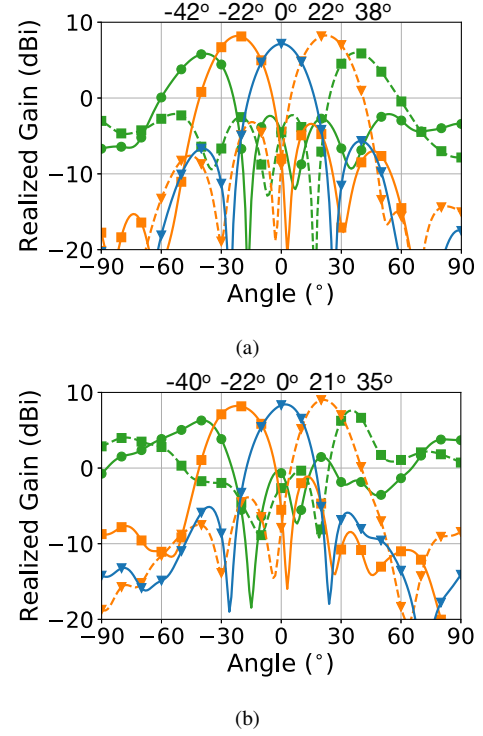 -42° -22° 0° 22° 38°
10
0
-10
-20
Realized Gain (dBi)
-90 -60 -30 0 30 60 90
Angle (°)
(a)
-40° -22° 0° 21° 35°
10
0
-10
-20
Realized Gain (dBi)
-90 -60 -30 0 30 60 90
Angle (°)
(b)